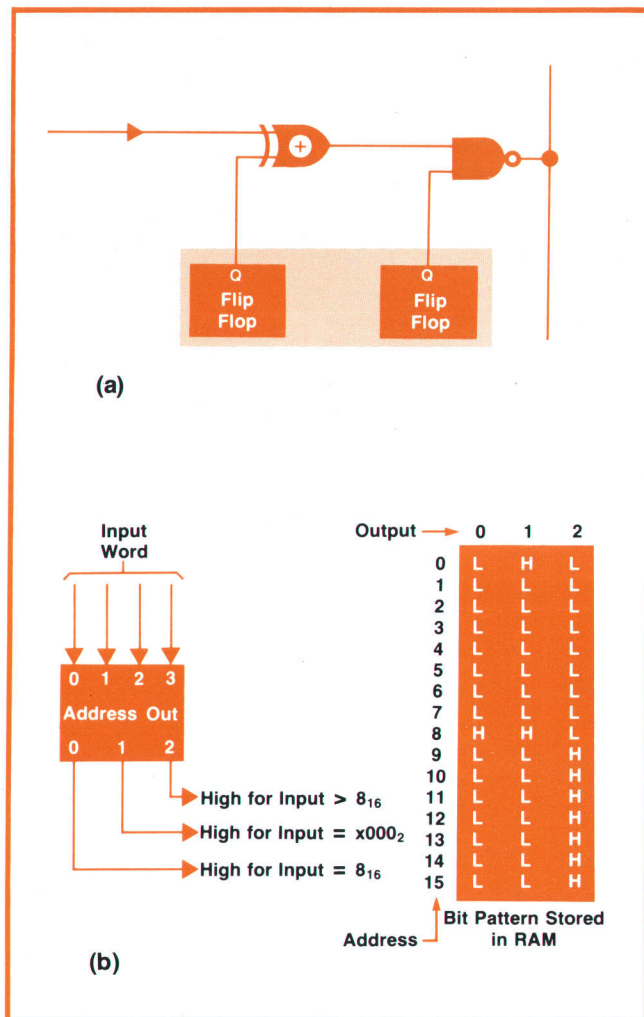 Q
Flip
Flop
Q
Flip
Flop
(a)
Input
Word
0 1 2 3
Address Out
0 1 2
High for Input > 8₁₆
High for Input = x000₂
High for Input = 8₁₆
Output 0 1 2
0 L H L
1 L L L
2 L L L
3 L L L
4 L L L
5 L L L
6 L L L
7 L L L
8 H H L
9 L L H
10 L L H
11 L L H
12 L L H
13 L L H
14 L L H
15 L L H
Address
Bit Pattern Stored
in RAM
(b)